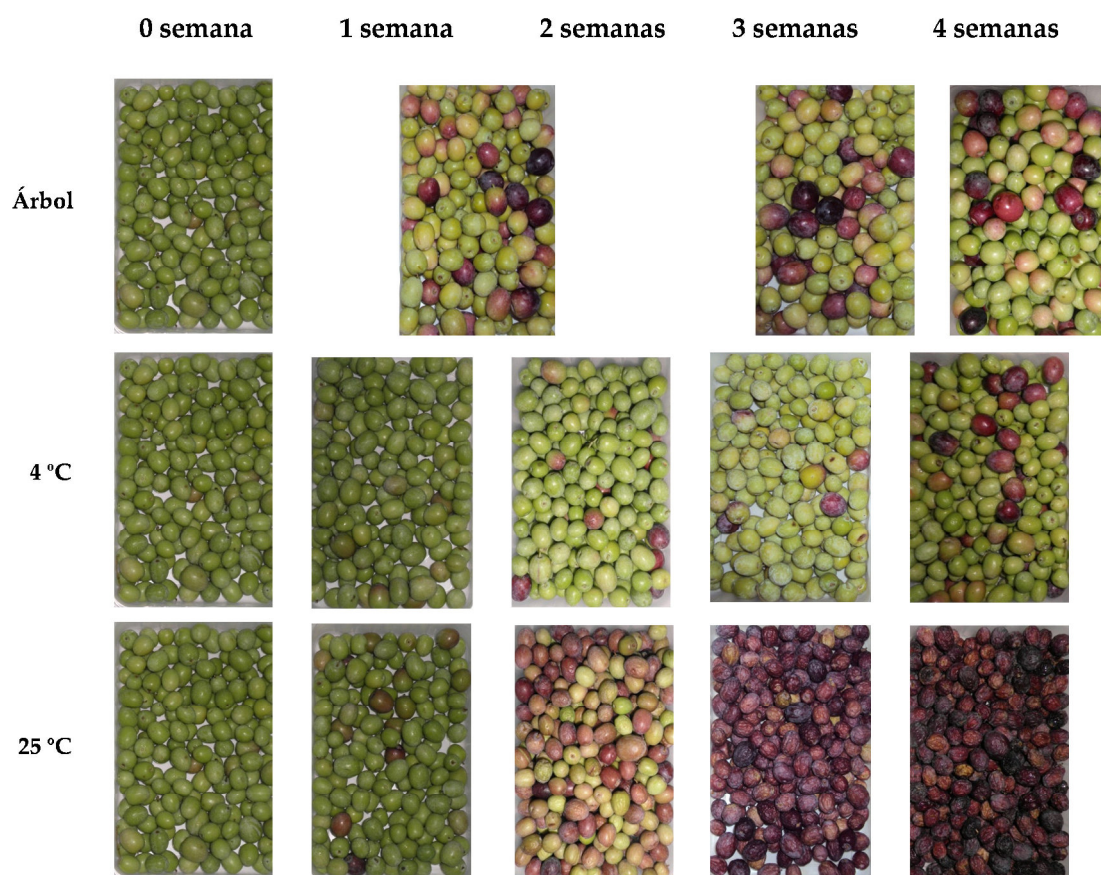 0 semana
1 semana
2 semanas
3 semanas
4 semanas
Árbol
4 ºC
25 ºC